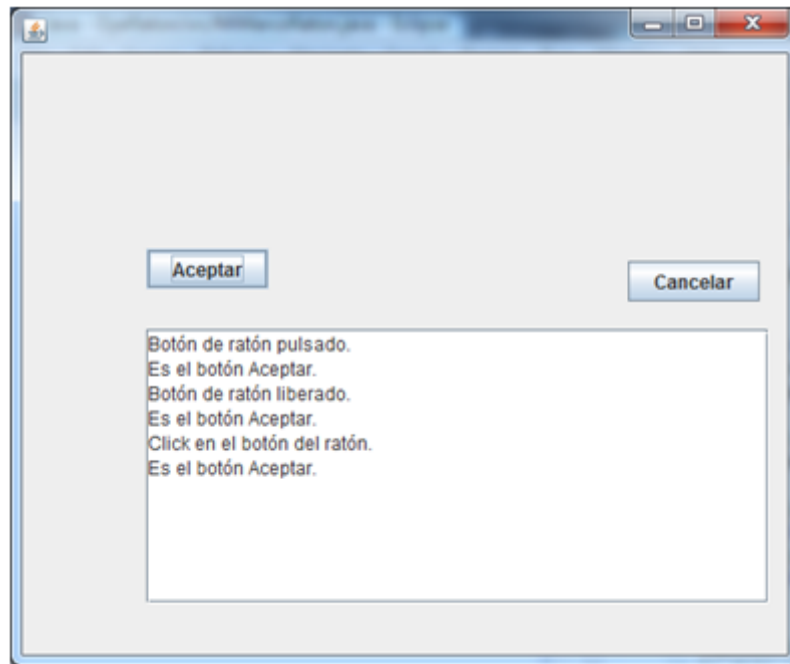 Aceptar
Cancelar
Botón de ratón pulsado.
Es el botón Aceptar.
Botón de ratón liberado.
Es el botón Aceptar.
Click en el botón del ratón.
Es el botón Aceptar.